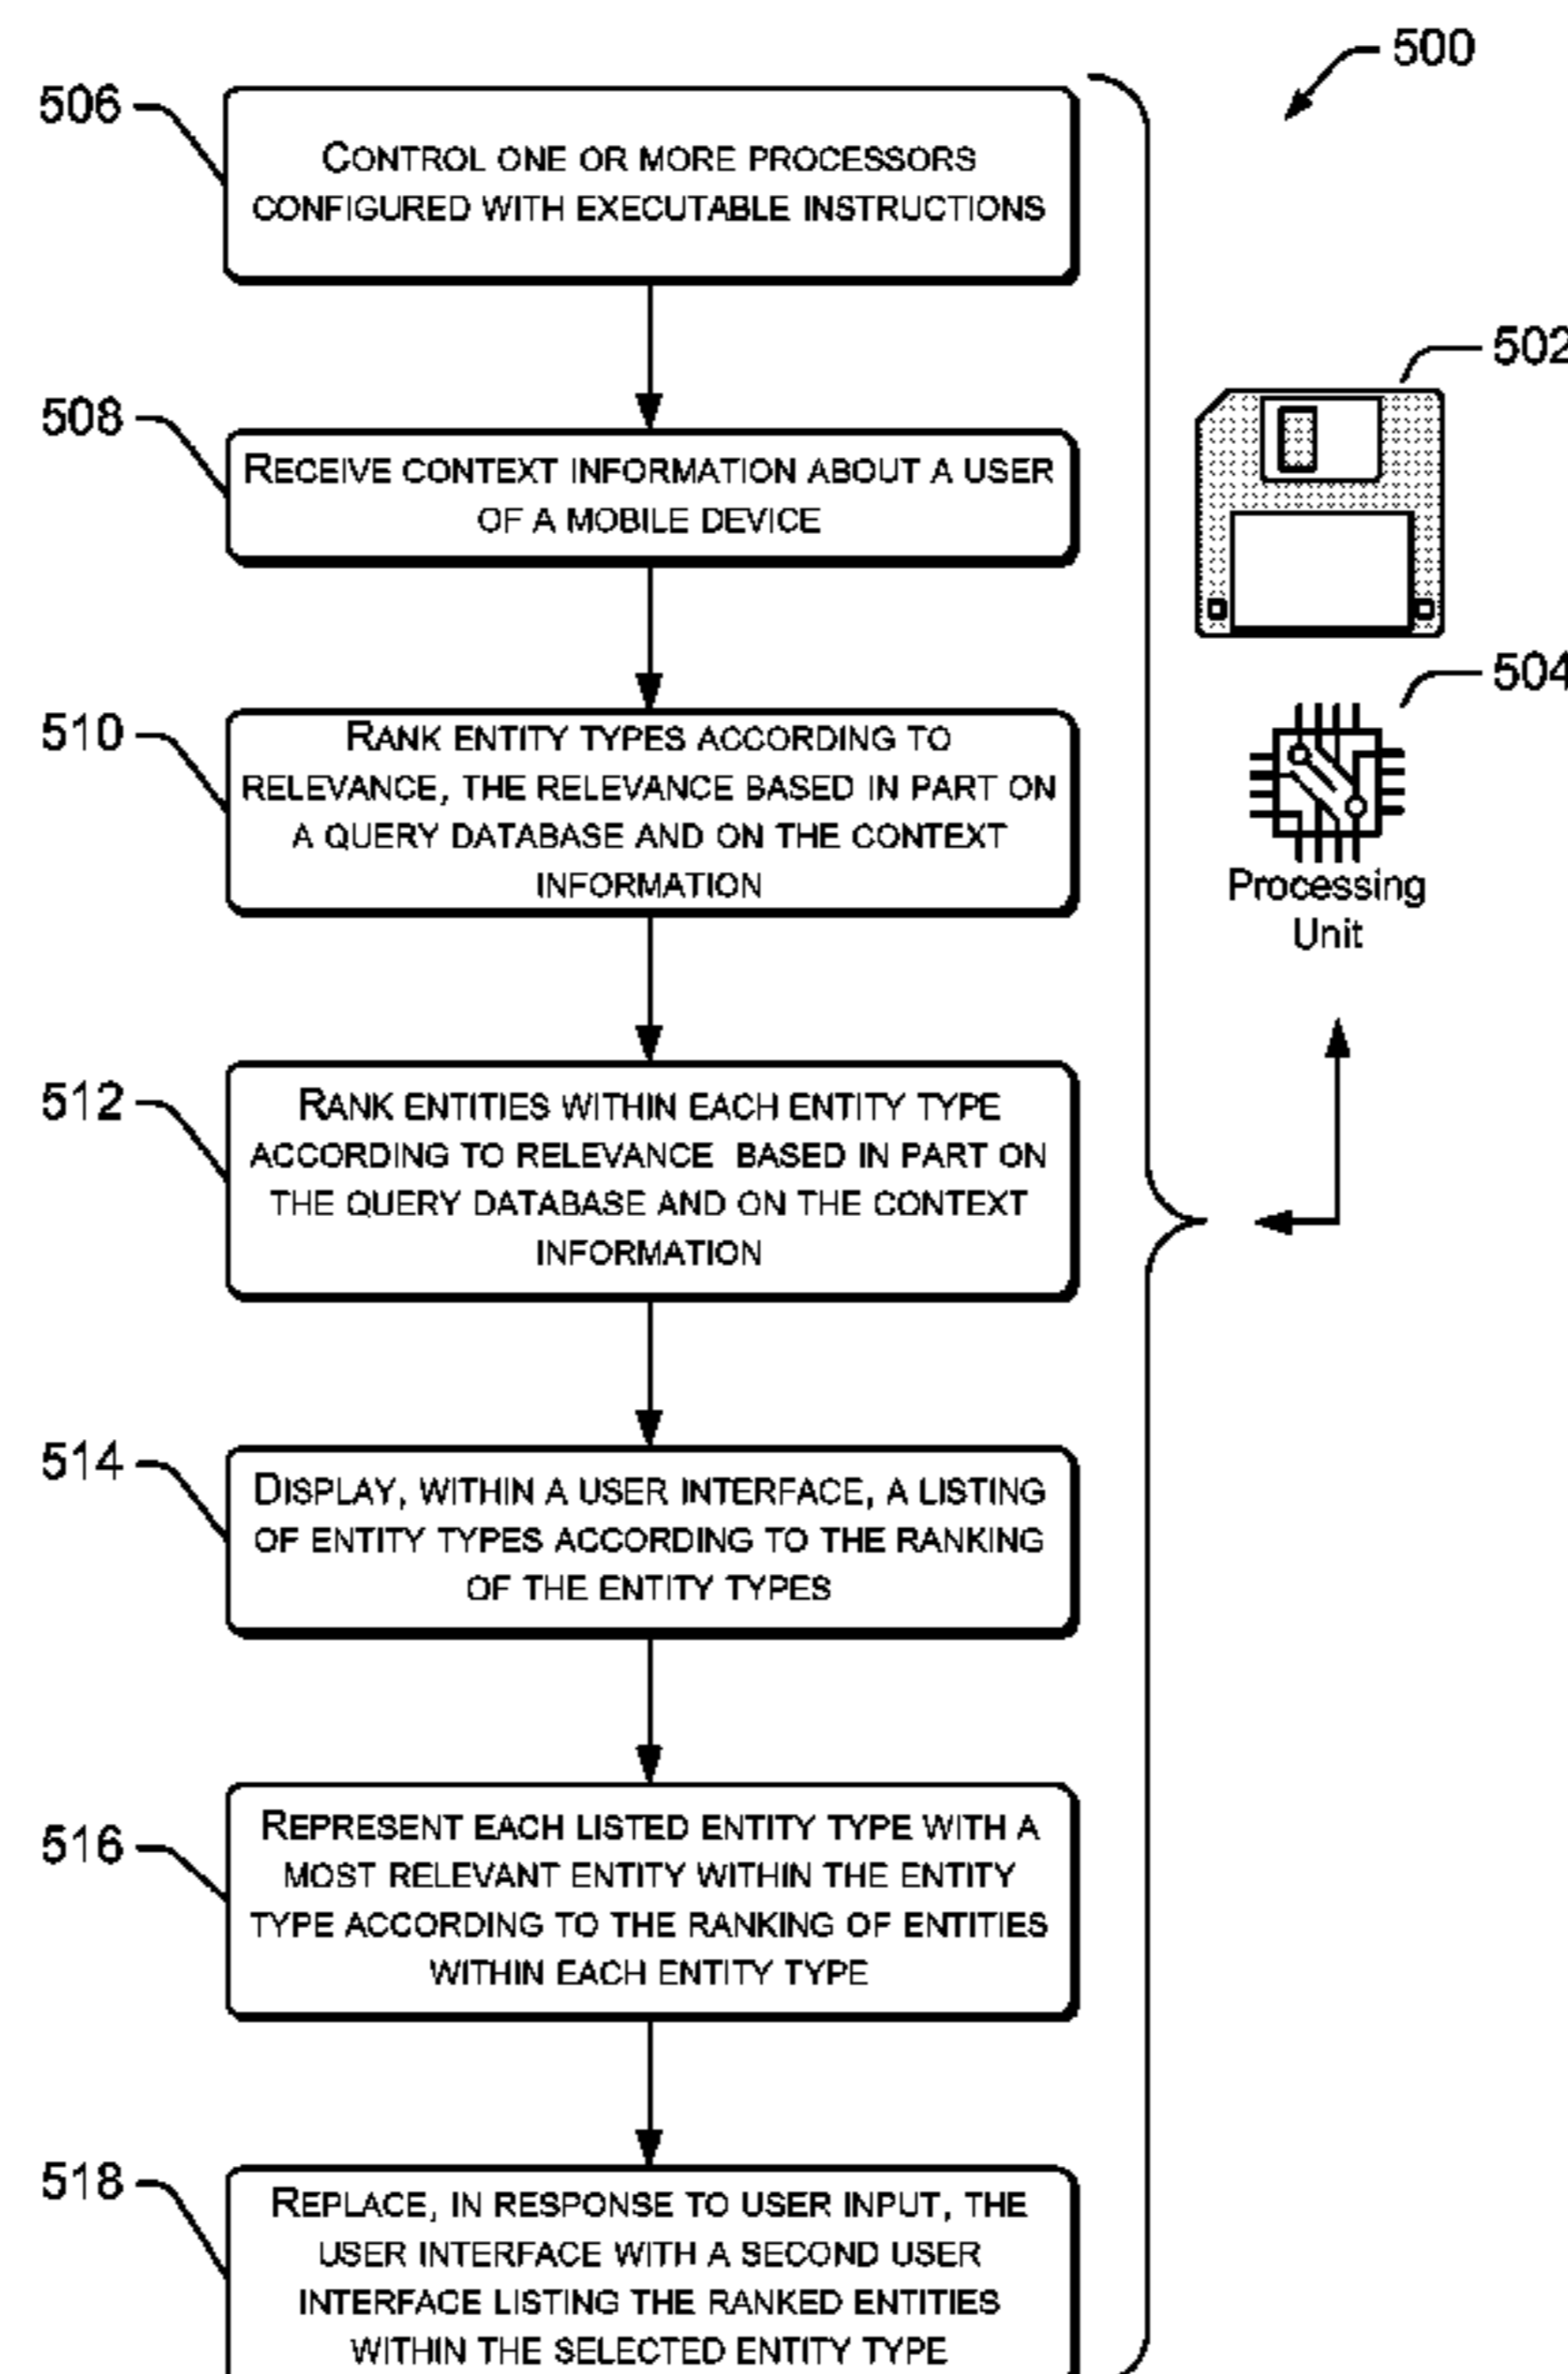 500
506
CONTROL ONE OR MORE PROCESSORS
CONFIGURED WITH EXECUTABLE INSTRUCTIONS
502
508
RECEIVE CONTEXT INFORMATION ABOUT A USER
OF A MOBILE DEVICE
504
Processing
Unit
510
RANK ENTITY TYPES ACCORDING TO
RELEVANCE, THE RELEVANCE BASED IN PART ON
A QUERY DATABASE AND ON THE CONTEXT
INFORMATION
512
RANK ENTITIES WITHIN EACH ENTITY TYPE
ACCORDING TO RELEVANCE BASED IN PART ON
THE QUERY DATABASE AND ON THE CONTEXT
INFORMATION
514
DISPLAY, WITHIN A USER INTERFACE, A LISTING
OF ENTITY TYPES ACCORDING TO THE RANKING
OF THE ENTITY TYPES
516
REPRESENT EACH LISTED ENTITY TYPE WITH A
MOST RELEVANT ENTITY WITHIN THE ENTITY
TYPE ACCORDING TO THE RANKING OF ENTITIES
WITHIN EACH ENTITY TYPE
518
REPLACE, IN RESPONSE TO USER INPUT, THE
USER INTERFACE WITH A SECOND USER
INTERFACE LISTING THE RANKED ENTITIES
WITHIN THE SELECTED ENTITY TYPE